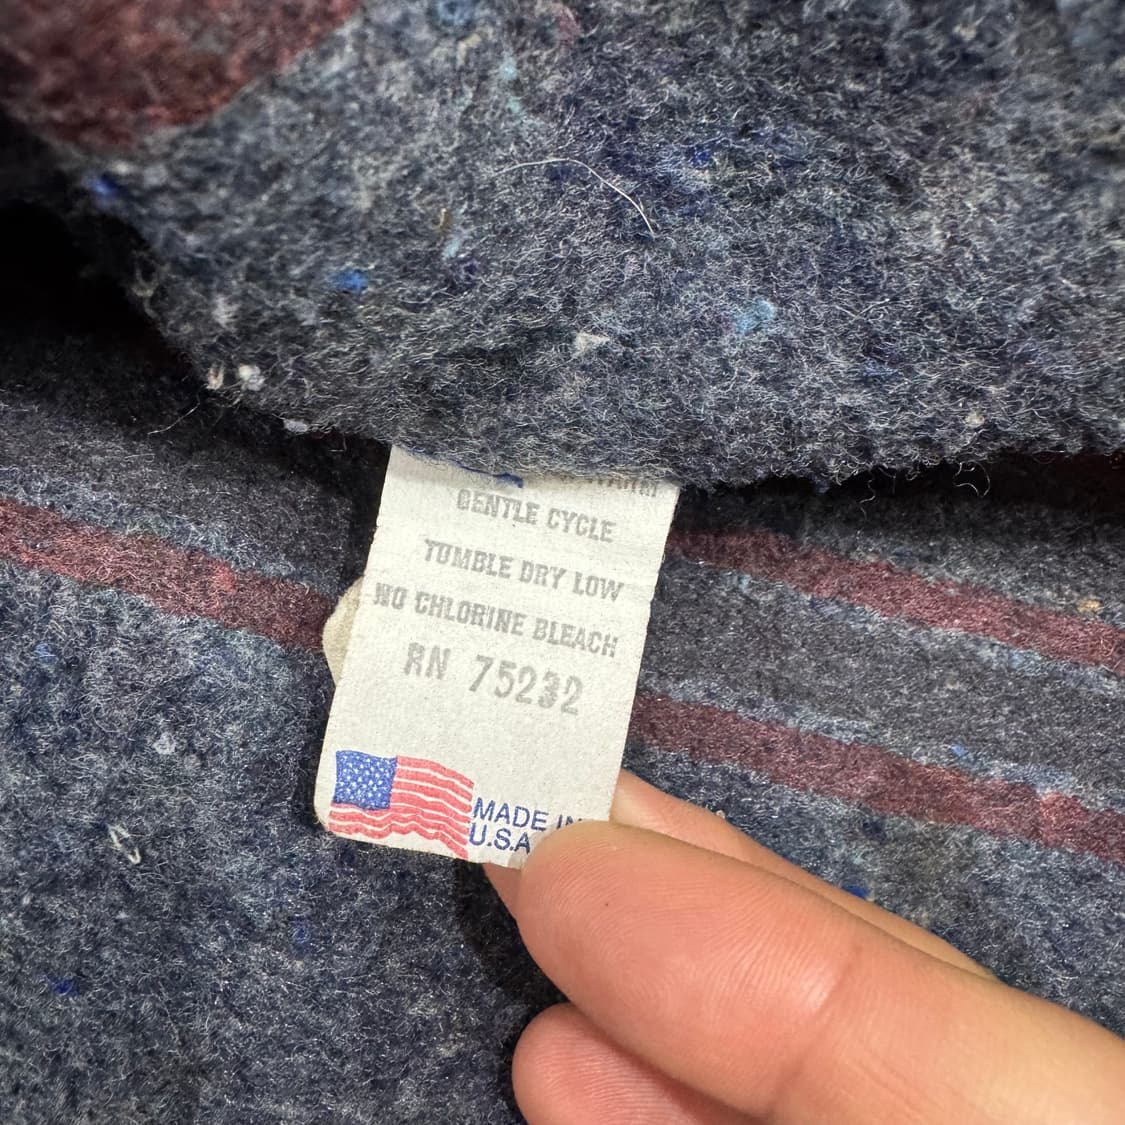 GENTLE CYCLE
TUMBLE DRY LOW
NO CHLORINE BLEACH
RN 75232
MADE IN
U.S.A